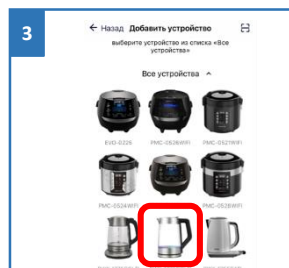 3
← Назад Добавить устройство
выберите устройство из списка «Все
устройства»
Все устройства
EVO-0225 PMC-0526WIFI PMC-0521WIFI
PMC-0524WIFI PMC-0528WIFI